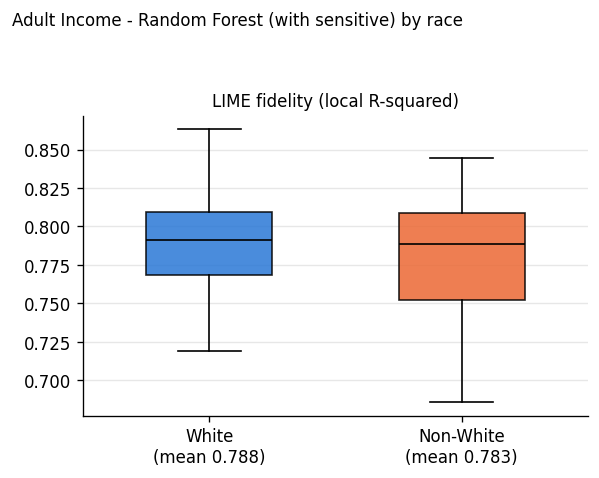 Adult Income - Random Forest (with sensitive) by race
LIME fidelity (local R-squared)
0.850
0.825
0.800
0.775
0.750
0.725
0.700
White
(mean 0.788)
Non-White
(mean 0.783)